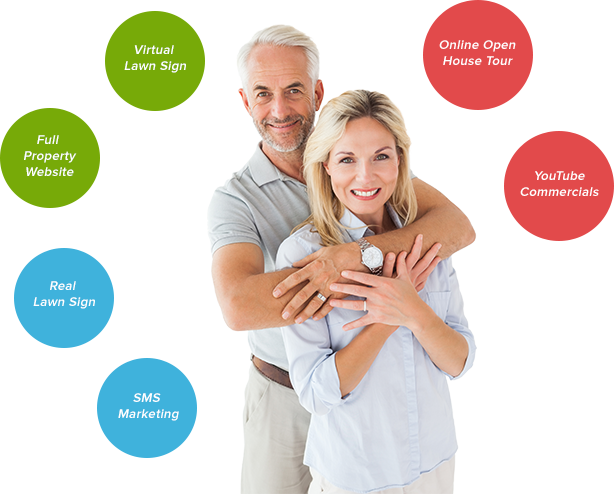 Virtual
Lawn Sign
Online Open
House Tour
Full
Property
Website
YouTube
Commercials
Real
Lawn Sign
SMS
Marketing